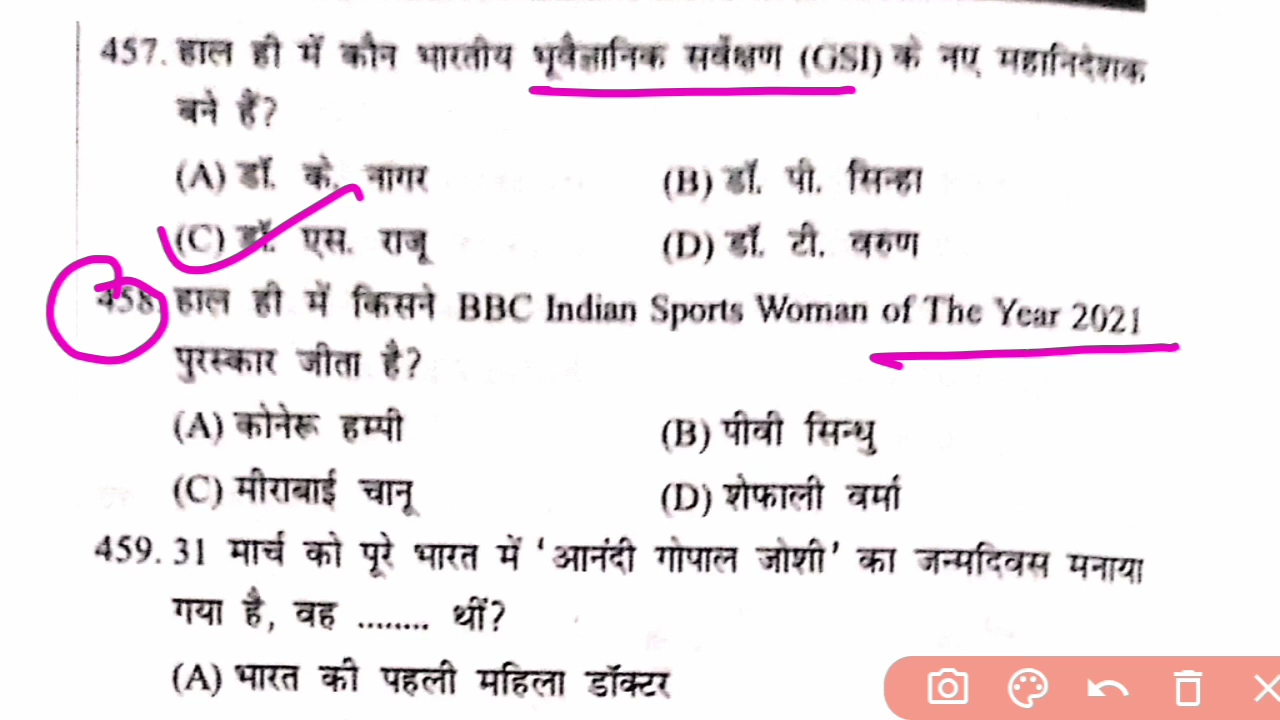 457. हाल ही में कौन भारतीय भूवैज्ञानिक सर्वेक्षण (GSI) के नए महानिदेशक
बने हैं?
(A) डॉ. के. नागर (B) डॉ. पी. सिन्हा
(C) डॉ. एस. राजू (D) डॉ. टी. वरुण
458. हाल ही में किसने BBC Indian Sports Woman of The Year 2021
पुरस्कार जीता है?
(A) कोनेरू हम्पी (B) पीवी सिन्धु
(C) मीराबाई चानू (D) शेफाली वर्मा
459. 31 मार्च को पूरे भारत में ‘आनंदी गोपाल जोशी’ का जन्मदिवस मनाया
गया है, वह ........ थीं?
(A) भारत की पहली महिला डॉक्टर